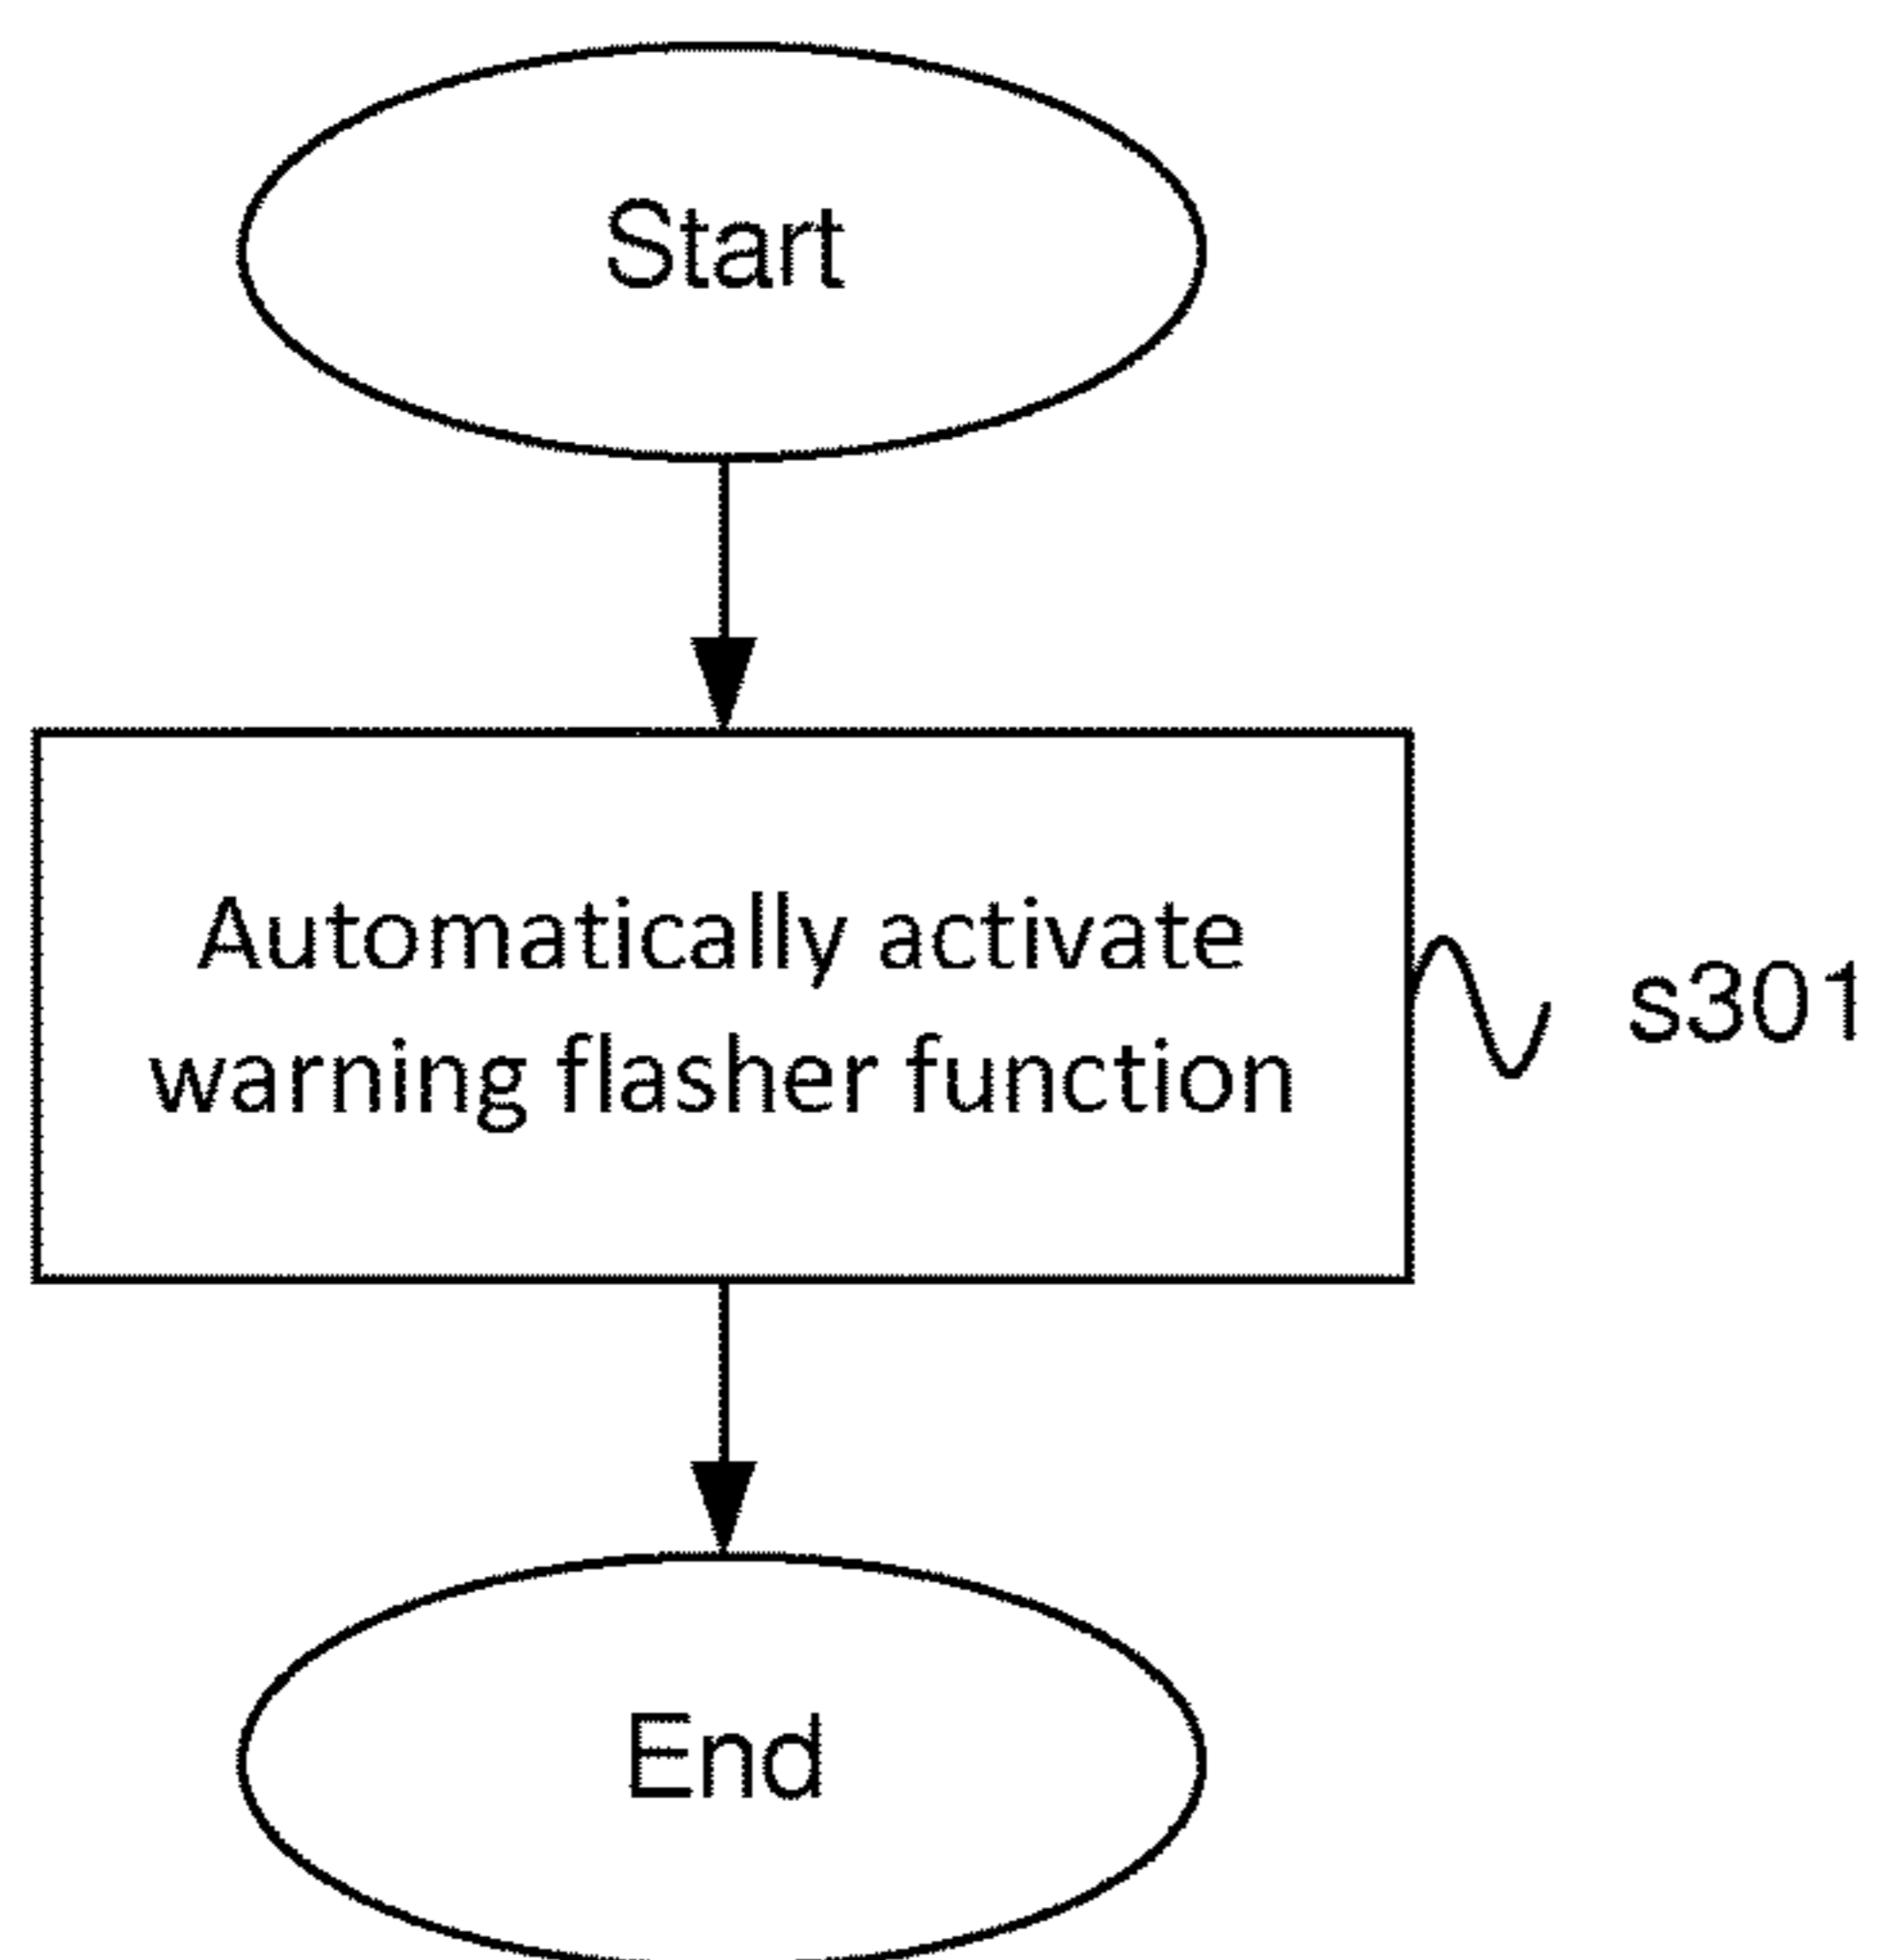 Start
Automatically activate
warning flasher function
s301
End